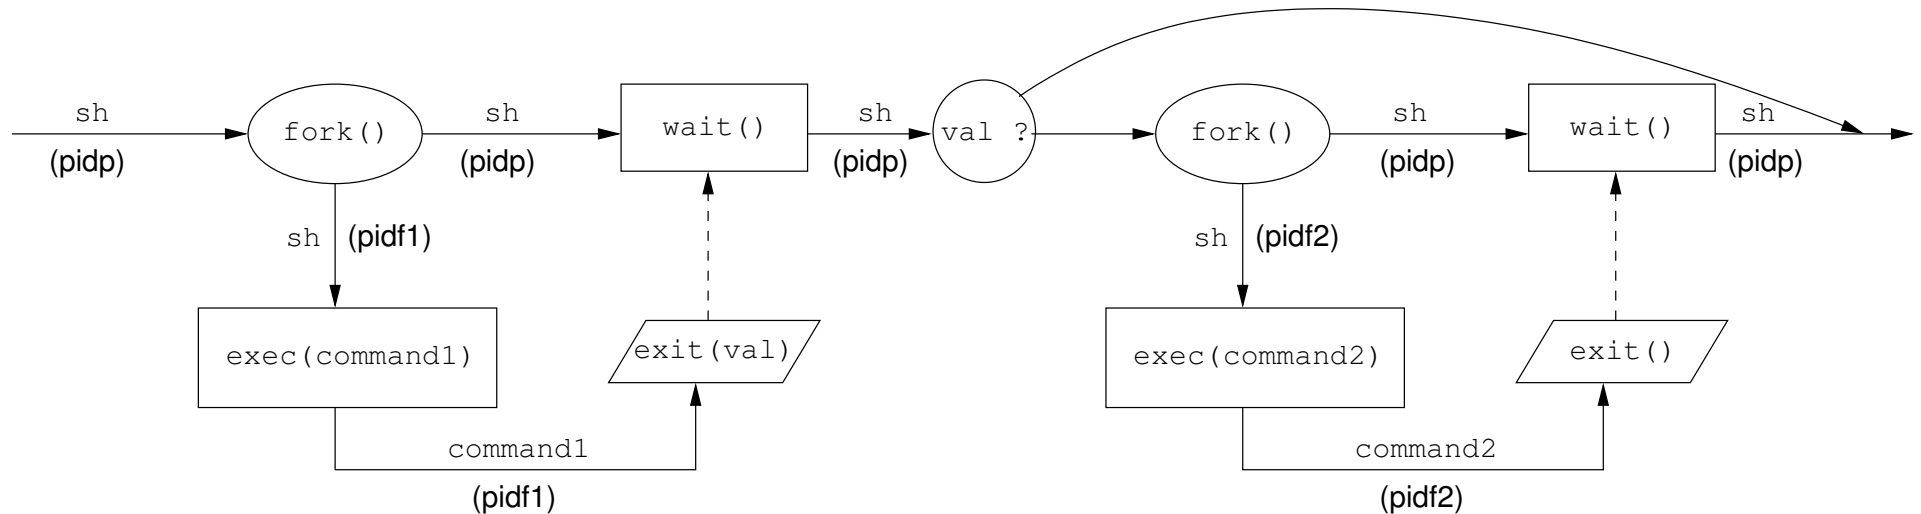 sh
(pidp)
fork()
sh
(pidp)
wait()
sh
(pidp)
val ?
fork()
sh
(pidp)
wait()
sh
(pidp)
sh (pidf1)
sh (pidf2)
exec(command1)
exit(val)
exec(command2)
exit()
command1
(pidf1)
command2
(pidf2)